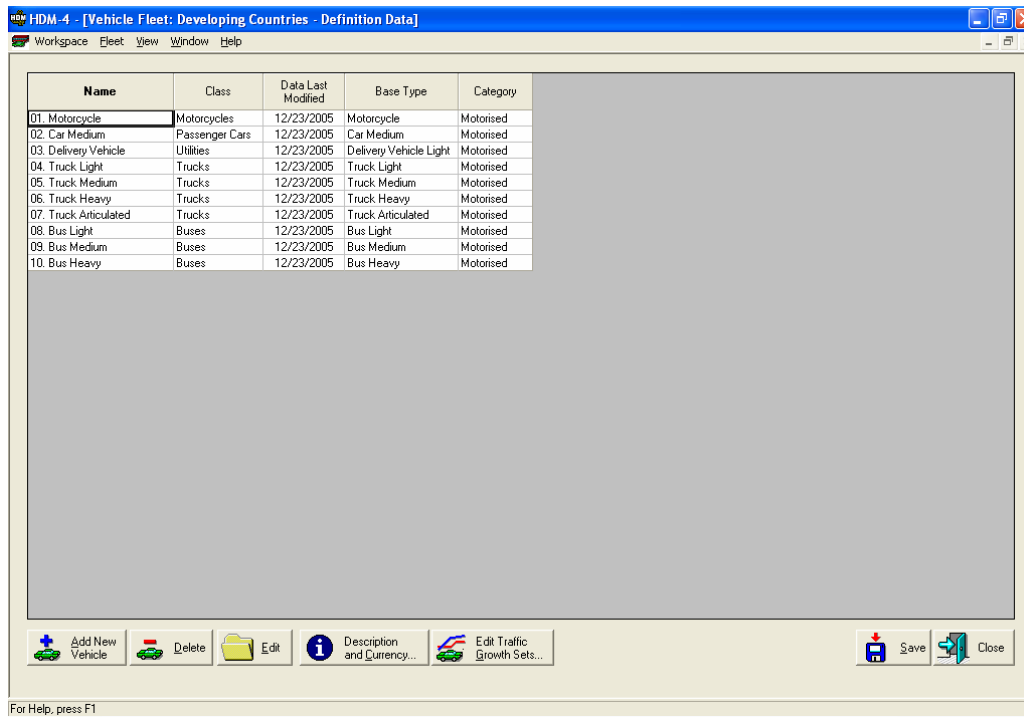 HDM-4 - [Vehicle Fleet: Developing Countries - Definition Data]
Workspace Fleet View Window Help
Name Class Data Last Modified Base Type Category
01. Motorcycle Motorcycles 12/23/2005 Motorcycle Motorised
02. Car Medium Passenger Cars 12/23/2005 Car Medium Motorised
03. Delivery Vehicle Utilities 12/23/2005 Delivery Vehicle Light Motorised
04. Truck Light Trucks 12/23/2005 Truck Light Motorised
05. Truck Medium Trucks 12/23/2005 Truck Medium Motorised
06. Truck Heavy Trucks 12/23/2005 Truck Heavy Motorised
07. Truck Articulated Trucks 12/23/2005 Truck Articulated Motorised
08. Bus Light Buses 12/23/2005 Bus Light Motorised
09. Bus Medium Buses 12/23/2005 Bus Medium Motorised
10. Bus Heavy Buses 12/23/2005 Bus Heavy Motorised
Add New Vehicle Delete Edit Description and Currency... Edit Traffic Growth Sets... Save Close
For Help, press F1